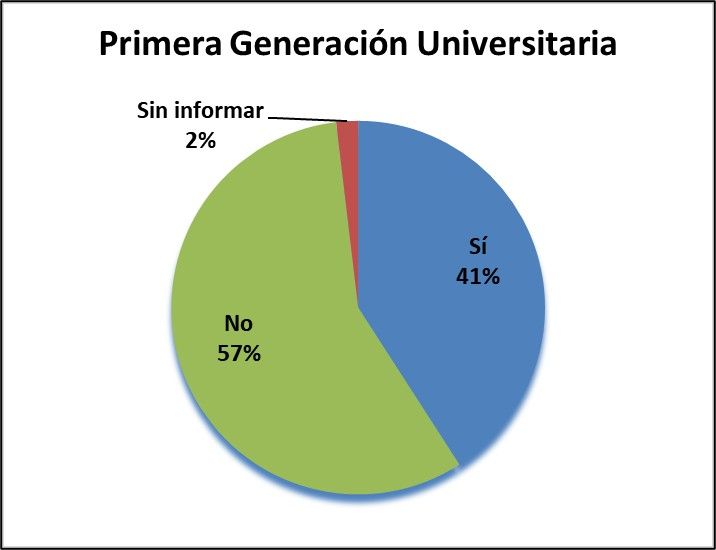 Primera Generación Universitaria
Sin informar
2%
Sí
41%
No
57%